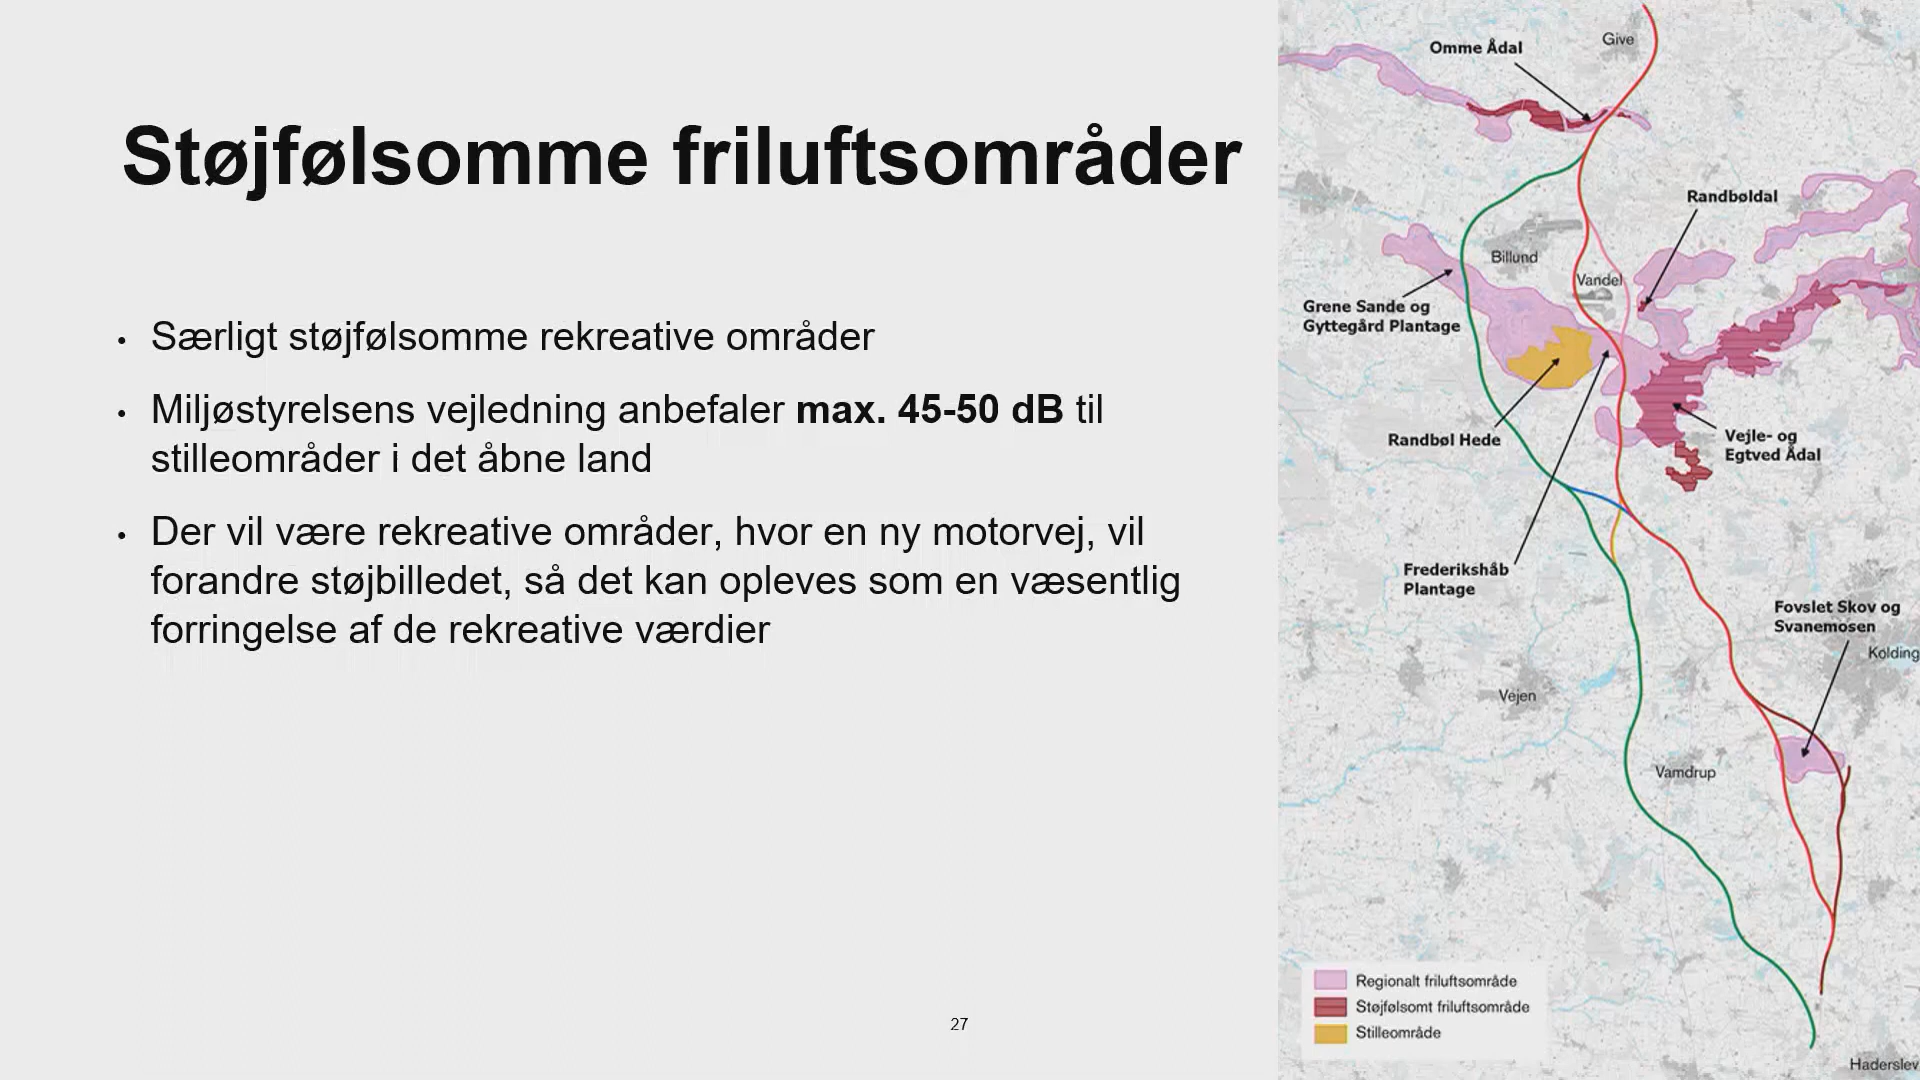 Støjfølsomme friluftsområder
• Særligt støjfølsomme rekreative områder
• Miljøstyrelsens vejledning anbefaler max. 45-50 dB til
stilleområder i det åbne land
• Der vil være rekreative områder, hvor en ny motorvej, vil
forandre støjbilledet, så det kan opleves som en væsentlig
forringelse af de rekreative værdier
27
Give
Omme Ådal
Randbøldal
Billund
Vandel
Grene Sande og
Gyttegård Plantage
Randbøl Hede
Vejle- og
Egtved Ådal
Frederikshåb
Plantage
Fovslet Skov og
Svanemosen
Kolding
Vejen
Vamdrup
Regionalt friluftsområde
Støjfølsomt friluftsområde
Stilleområde
Haderslev